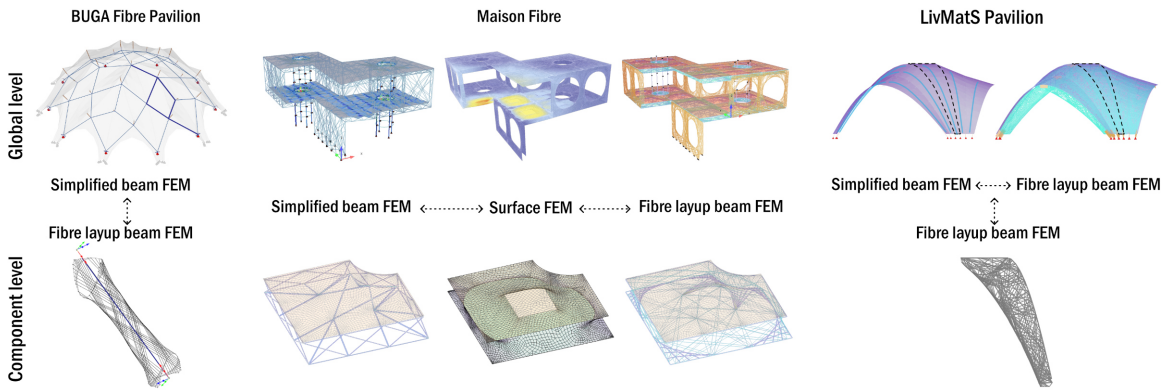 BUGA Fibre Pavilion
Maison Fibre
LivMatS Pavilion
Global level
Simplified beam FEM
Fibre layup beam FEM
Simplified beam FEM
Surface FEM
Fibre layup beam FEM
Simplified beam FEM
Fibre layup beam FEM
Fibre layup beam FEM
Component level